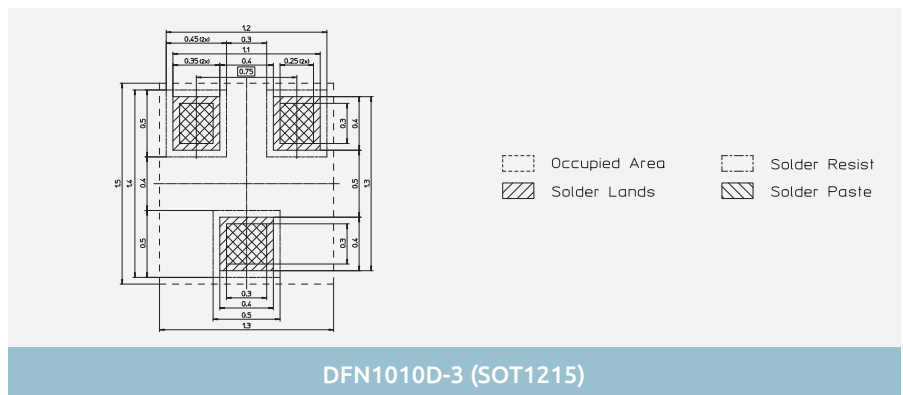 1.2
0.45 (2x) 0.3
1.1
0.35 (2x) 0.4 0.25 (2x)
0.75
0.5 0.3 0.4
1.5 1.4 0.4 0.5 1.3
0.5 0.3 0.4
0.3
0.4
0.5
1.3
Occupied Area Solder Resist
Solder Lands Solder Paste
DFN1010D-3 (SOT1215)